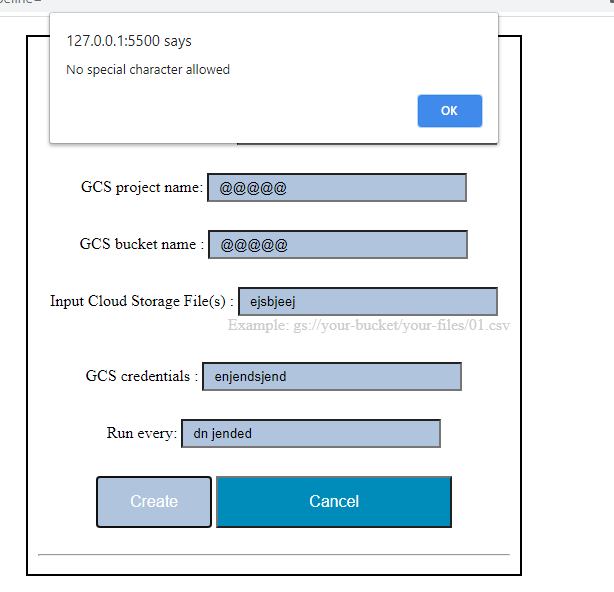 127.0.0.1:5500 says
No special character allowed
OK
GCS project name: @@@@@
GCS bucket name : @@@@@
Input Cloud Storage File(s) : ejsbjeej
Example: gs://your-bucket/your-files/01.csv
GCS credentials : enjendsjend
Run every: dn jended
Create Cancel